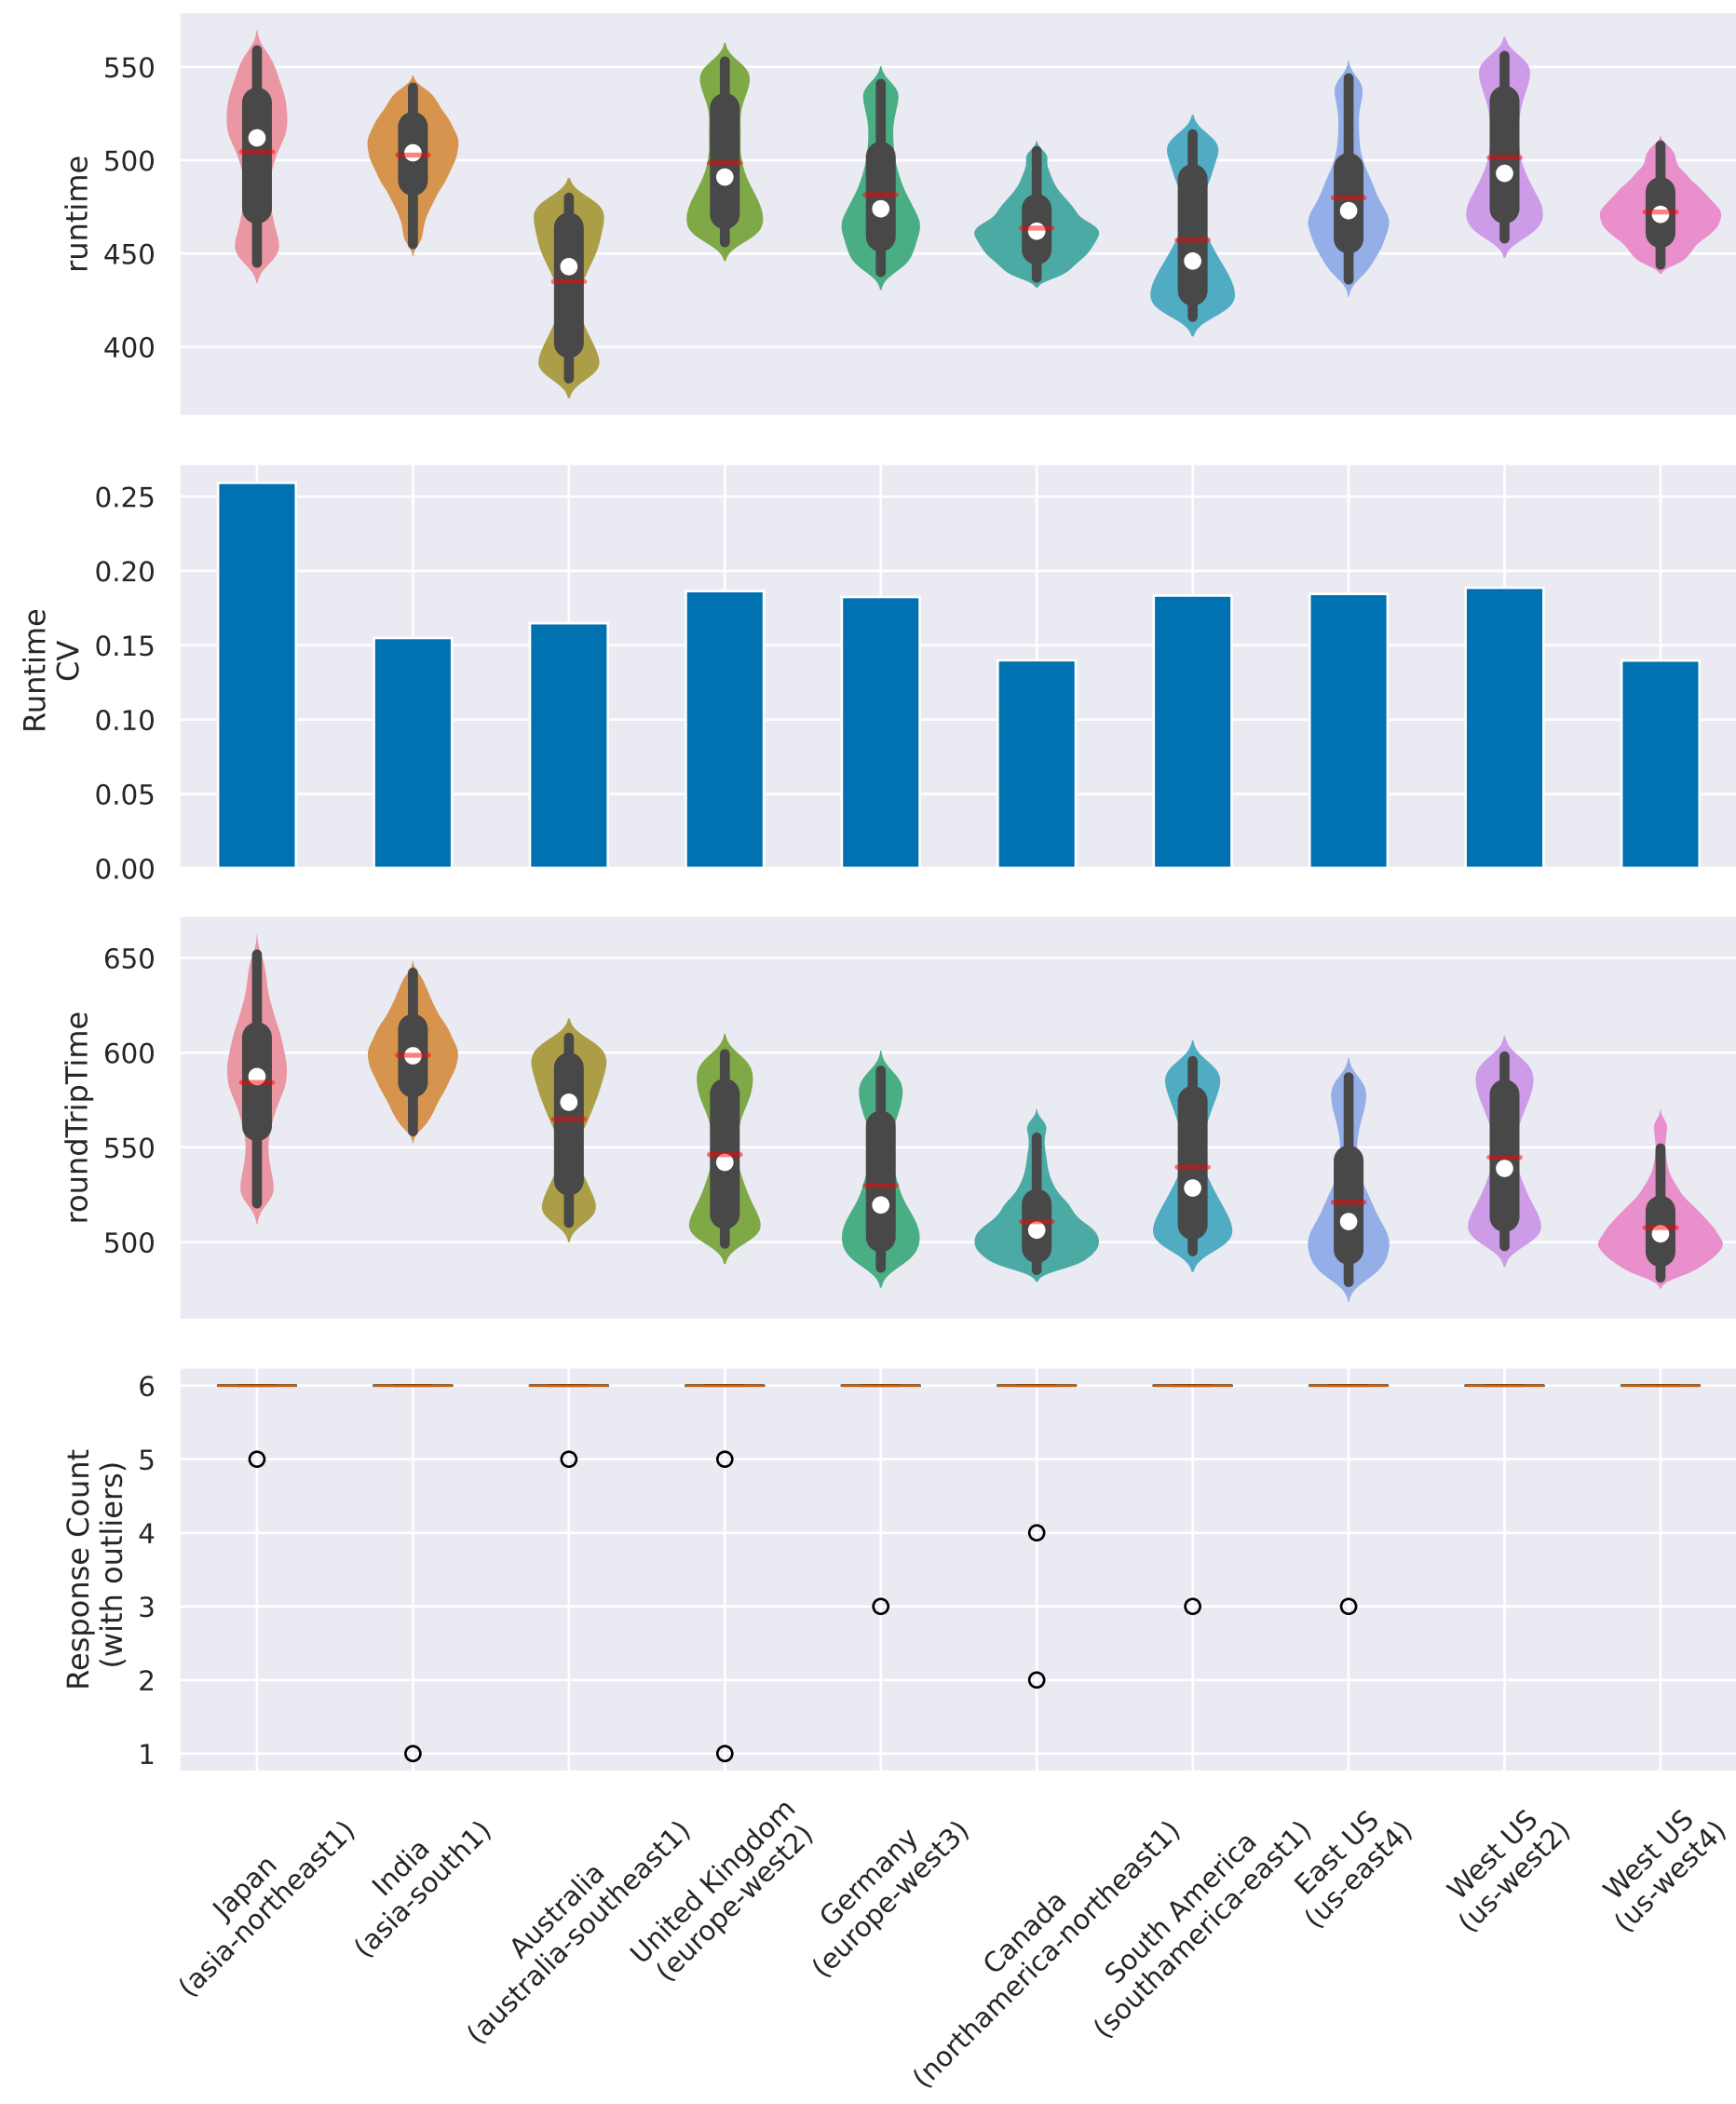 runtime
550
500
450
400
Runtime
CV
0.25
0.20
0.15
0.10
0.05
0.00
roundTripTime
650
600
550
500
Response Count
(with outliers)
6
5
4
3
2
1
Japan
(asia-northeast1)
India
(asia-south1)
Australia
(australia-southeast1)
United Kingdom
(europe-west2)
Germany
(europe-west3)
Canada
(northamerica-northeast1)
South America
(southamerica-east1)
East US
(us-east4)
West US
(us-west2)
West US
(us-west4)